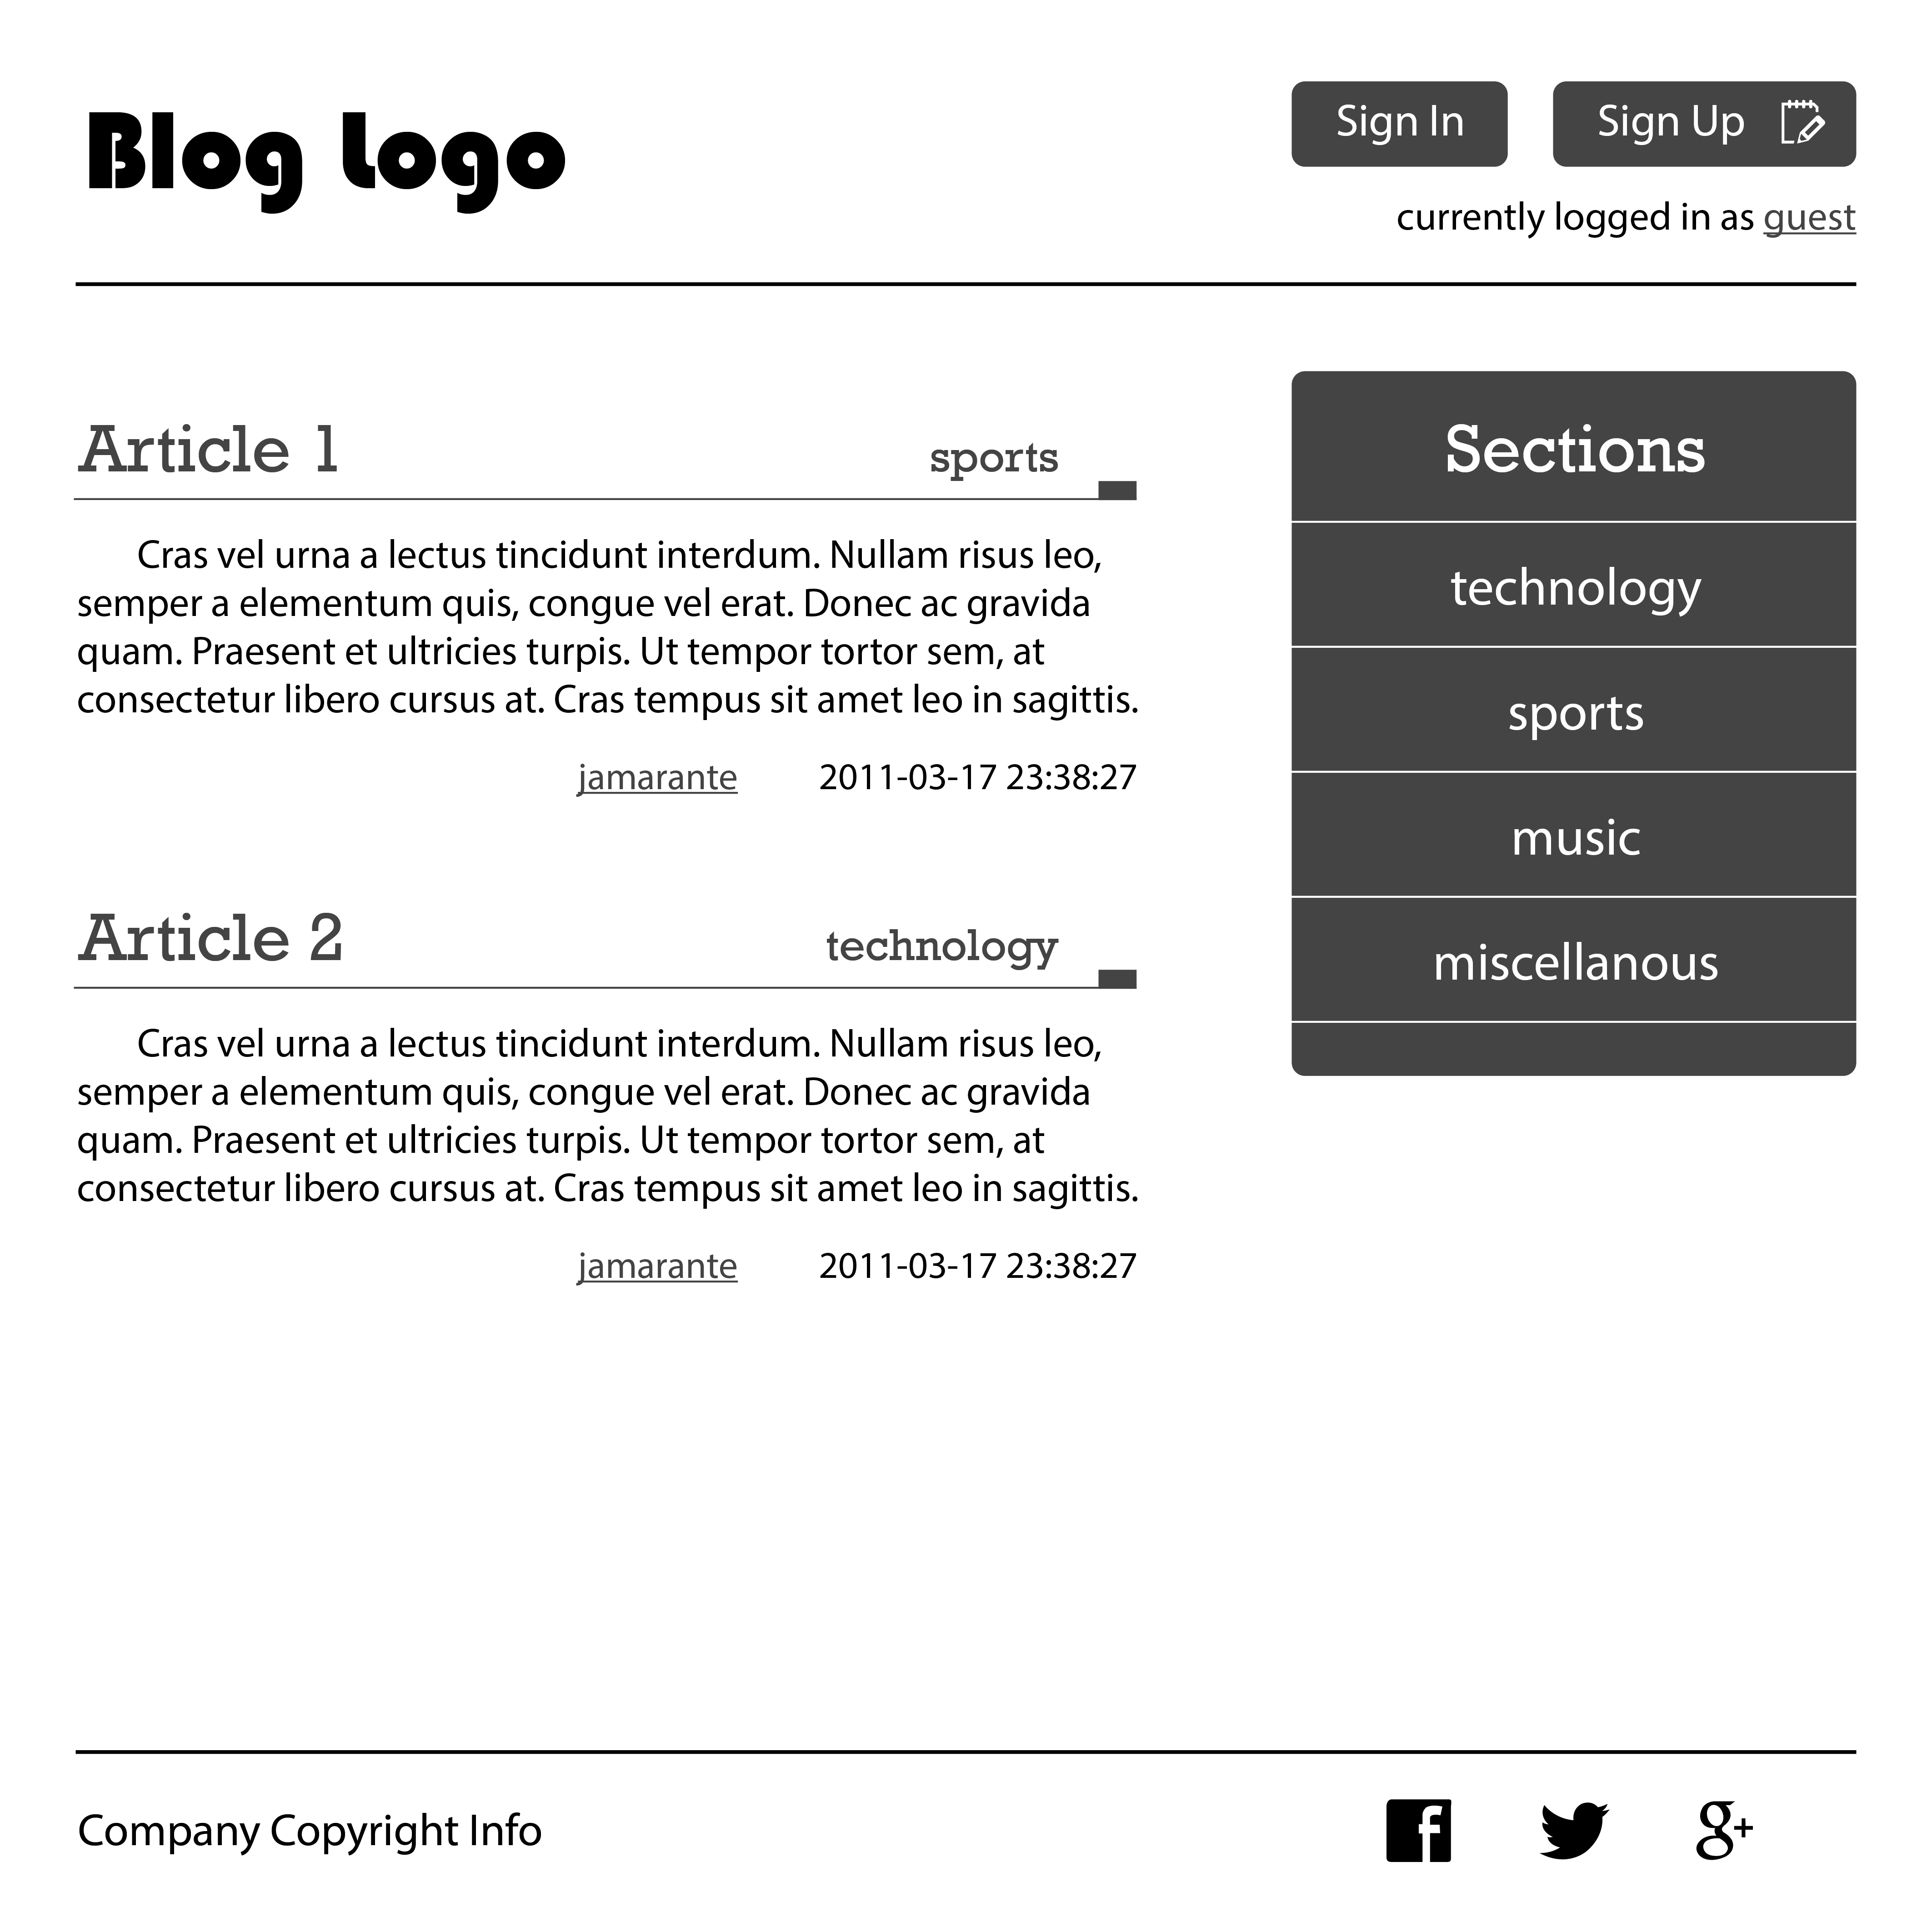 Blog Logo
Sign In
Sign Up
currently logged in as guest
Article 1
sports
Cras vel urna a lectus tincidunt interdum. Nullam risus leo,
semper a elementum quis, congue vel erat. Donec ac gravida
quam. Praesent et ultricies turpis. Ut tempor tortor sem, at
consectetur libero cursus at. Cras tempus sit amet leo in sagittis.
jamarante 2011-03-17 23:38:27
Article 2
technology
Cras vel urna a lectus tincidunt interdum. Nullam risus leo,
semper a elementum quis, congue vel erat. Donec ac gravida
quam. Praesent et ultricies turpis. Ut tempor tortor sem, at
consectetur libero cursus at. Cras tempus sit amet leo in sagittis.
jamarante 2011-03-17 23:38:27
Sections
technology
sports
music
miscellanous
Company Copyright Info
f
g+